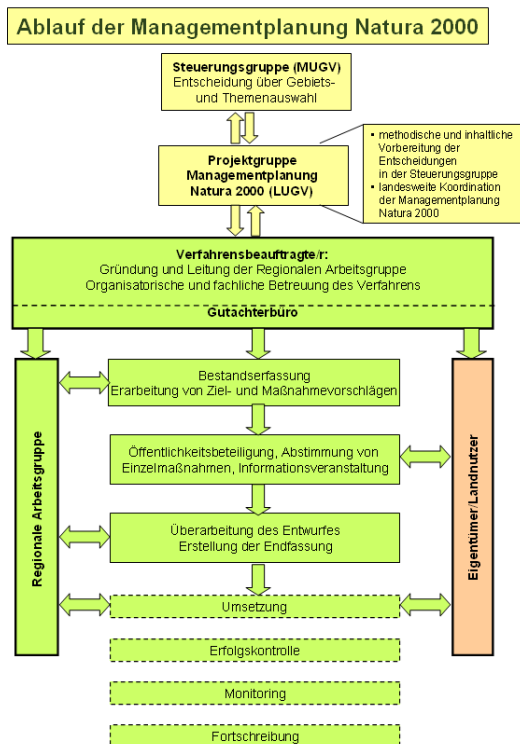 Ablauf der Managementplanung Natura 2000
Steuerungsgruppe (MUGV)
Entscheidung über Gebiets-
und Themenauswahl
Projektgruppe
Managementplanung
Natura 2000 (LUGV)
• methodische und inhaltliche
Vorbereitung der
Entscheidungen
in der Steuerungsgruppe
• landesweite Koordination
der Managementplanung
Natura 2000
Verfahrensbeauftragte/r:
Gründung und Leitung der Regionalen Arbeitsgruppe
Organisatorische und fachliche Betreuung des Verfahrens
Gutachterbüro
Regionale Arbeitsgruppe
Bestandserfassung
Erarbeitung von Ziel- und Maßnahmevorschlägen
Öffentlichkeitsbeteiligung, Abstimmung von
Einzelmaßnahmen, Informationsveranstaltung
Überarbeitung des Entwurfes
Erstellung der Endfassung
Umsetzung
Erfolgskontrolle
Monitoring
Fortschreibung
Eigentümer/Landnutzer